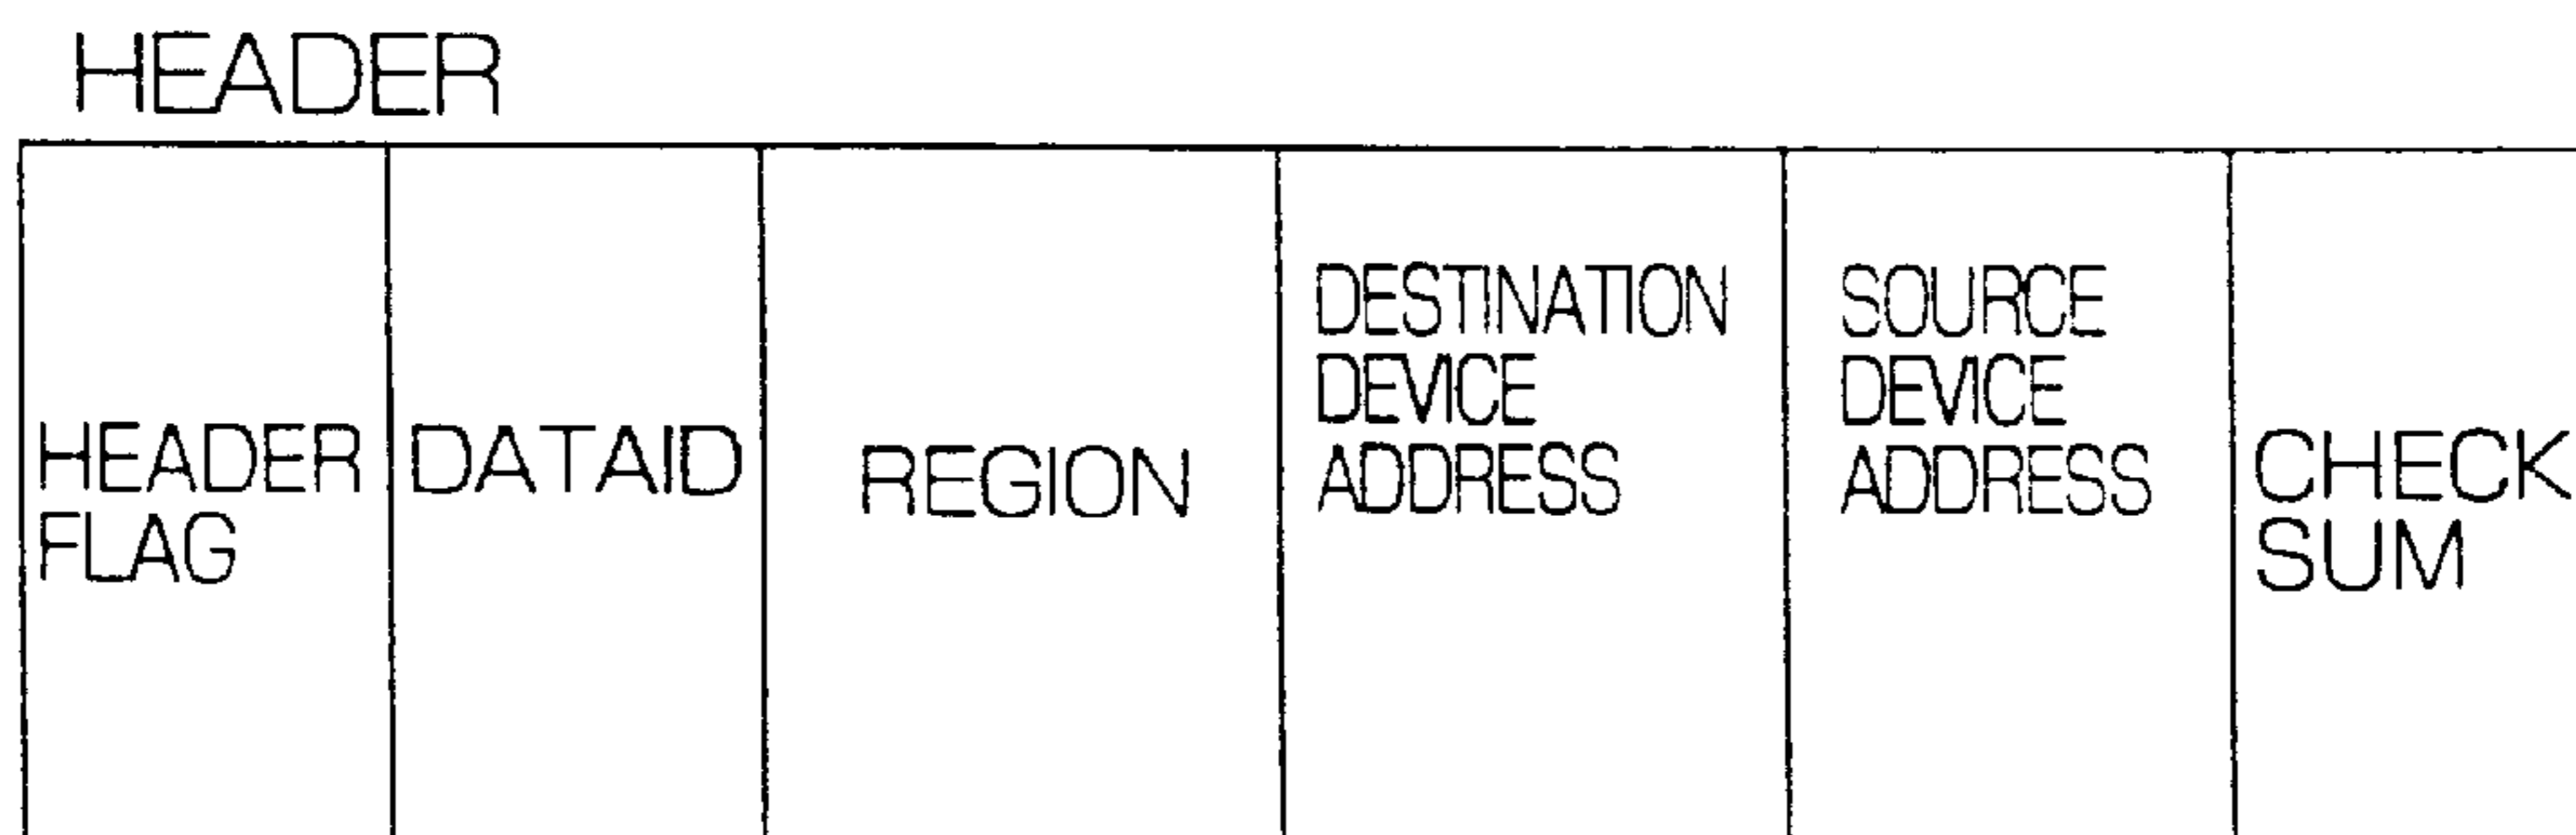 HEADER
HEADER
FLAG
DATAID
REGION
DESTINATION
DEVICE
ADDRESS
SOURCE
DEVICE
ADDRESS
CHECK
SUM